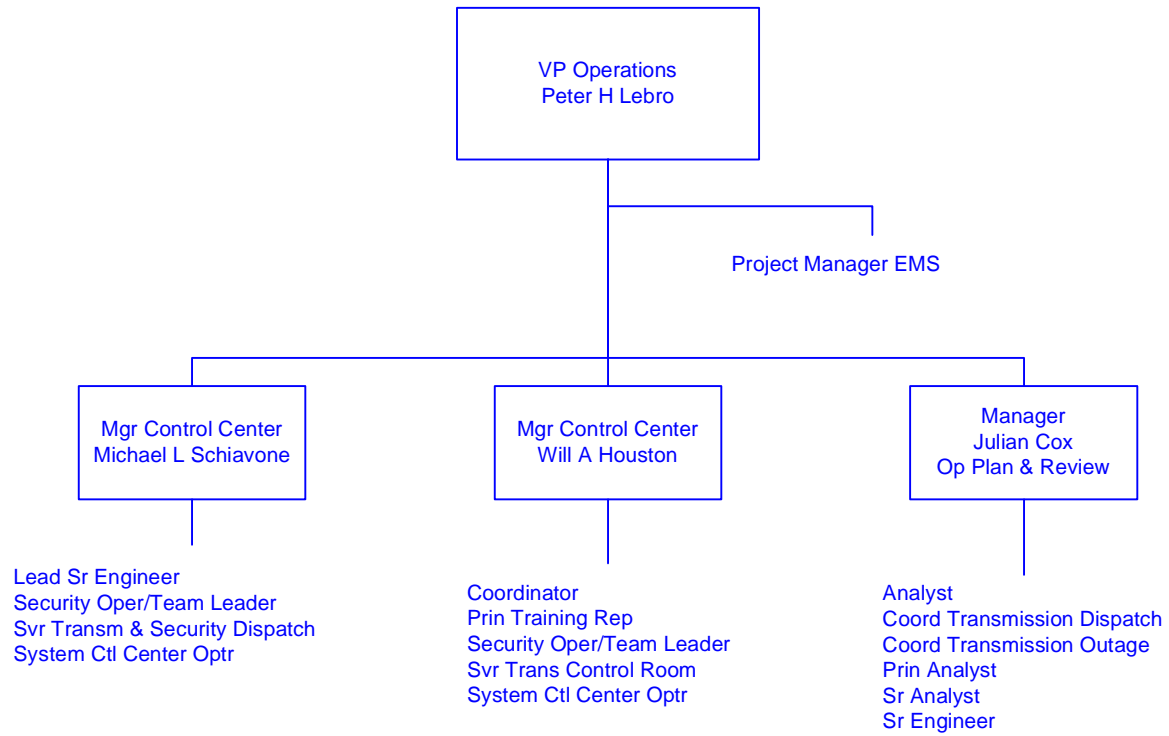 VP Operations
Peter H Lebro
Project Manager EMS
Mgr Control Center
Michael L Schiavone
Mgr Control Center
Will A Houston
Manager
Julian Cox
Op Plan & Review
Lead Sr Engineer
Security Oper/Team Leader
Svr Transm & Security Dispatch
System Ctl Center Optr
Coordinator
Prin Training Rep
Security Oper/Team Leader
Svr Trans Control Room
System Ctl Center Optr
Analyst
Coord Transmission Dispatch
Coord Transmission Outage
Prin Analyst
Sr Analyst
Sr Engineer